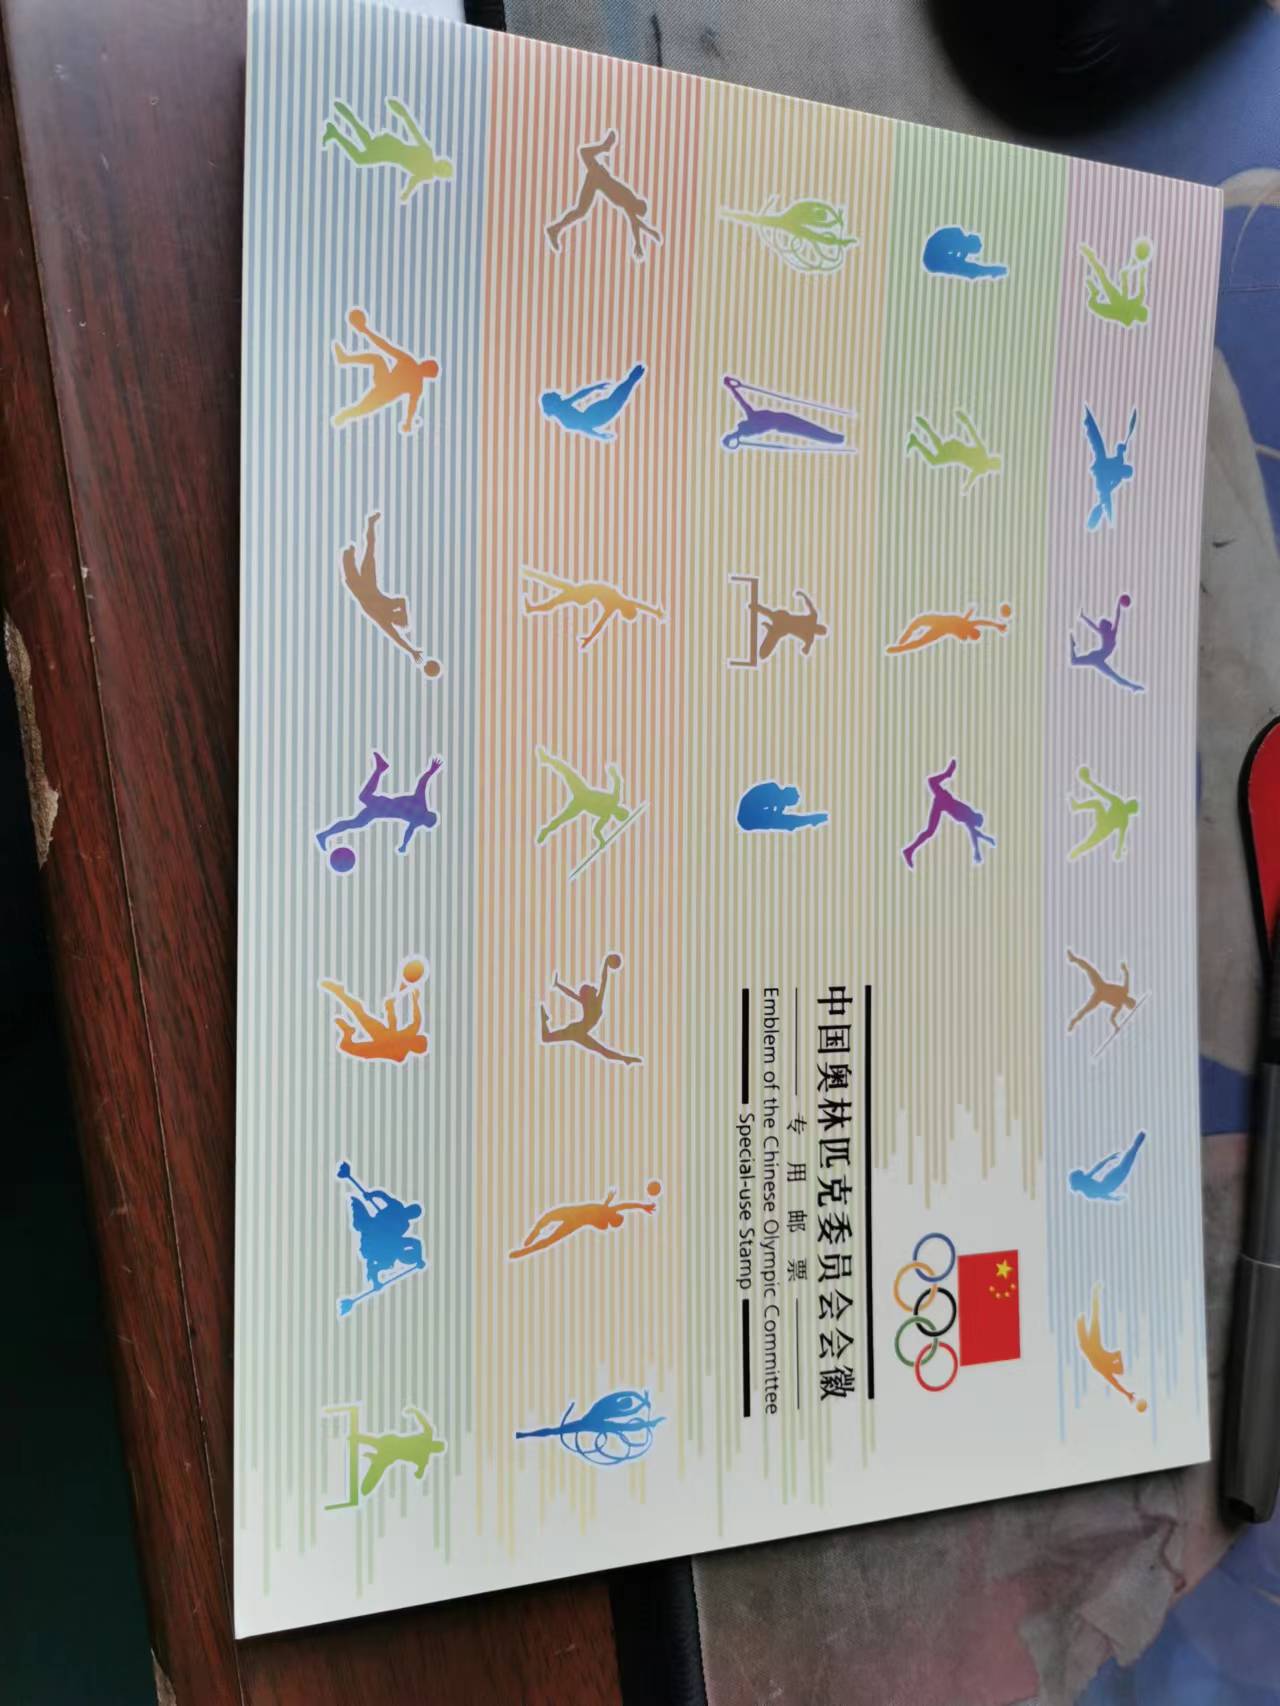 中国奥林匹克委员会会徽
专用邮票
Emblem of the Chinese Olympic Committee
Special-use Stamp